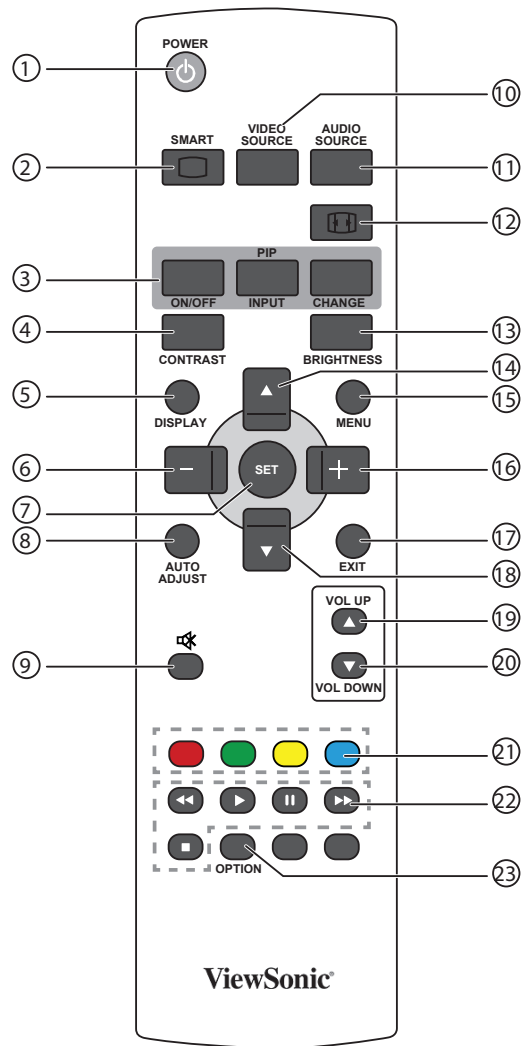 POWER
①
⑩
SMART
VIDEO SOURCE
AUDIO SOURCE
②
⑪
⑫
PIP
③
ON/OFF
INPUT
CHANGE
④
⑬
CONTRAST
BRIGHTNESS
⑭
⑤
⑮
DISPLAY
MENU
⑥
−
SET
+
⑯
⑦
⑧
⑰
AUTO ADJUST
EXIT
⑱
VOL UP
⑲
⑨
⑳
VOL DOWN
㉑
㉒
OPTION
㉓
ViewSonic®